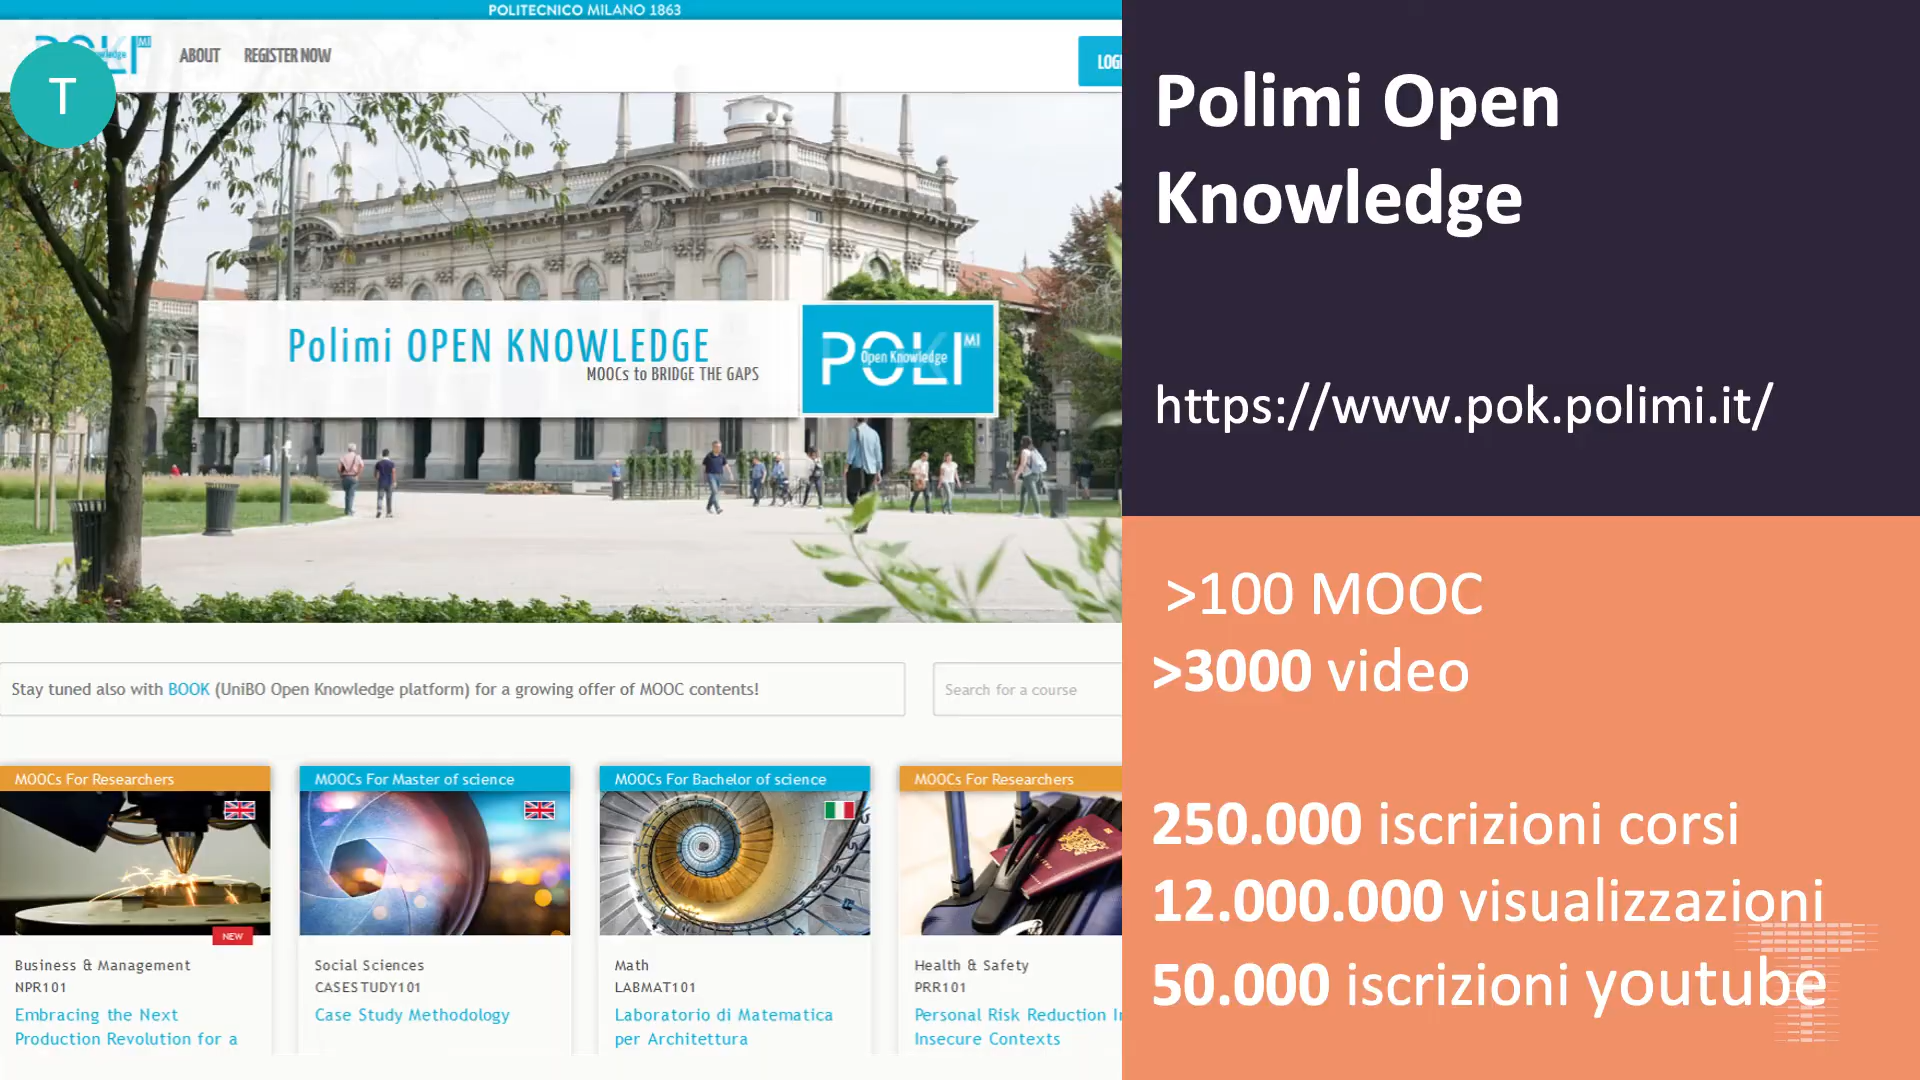 POLITECNICO MILANO 1863
ABOUT
REGISTER NOW
T
Polimi OPEN KNOWLEDGE
MOOCs to BRIDGE THE GAPS
POLI MI
Open Knowledge
Stay tuned also with BOOK (UniBO Open Knowledge platform) for a growing offer of MOOC contents!
Search for a course
MOOCs For Researchers
NEW
Business & Management
NPR101
Embracing the Next
Production Revolution for a
MOOCs For Master of science
Social Sciences
CASESTUDY101
Case Study Methodology
MOOCs For Bachelor of science
Math
LABMAT101
Laboratorio di Matematica
per Architettura
MOOCs For Researchers
Health & Safety
PRR101
Personal Risk Reduction
Insecure Contexts
Polimi Open
Knowledge
https://www.pok.polimi.it/
>100 MOOC
>3000 video
250.000 iscrizioni corsi
12.000.000 visualizzazioni
50.000 iscrizioni youtube